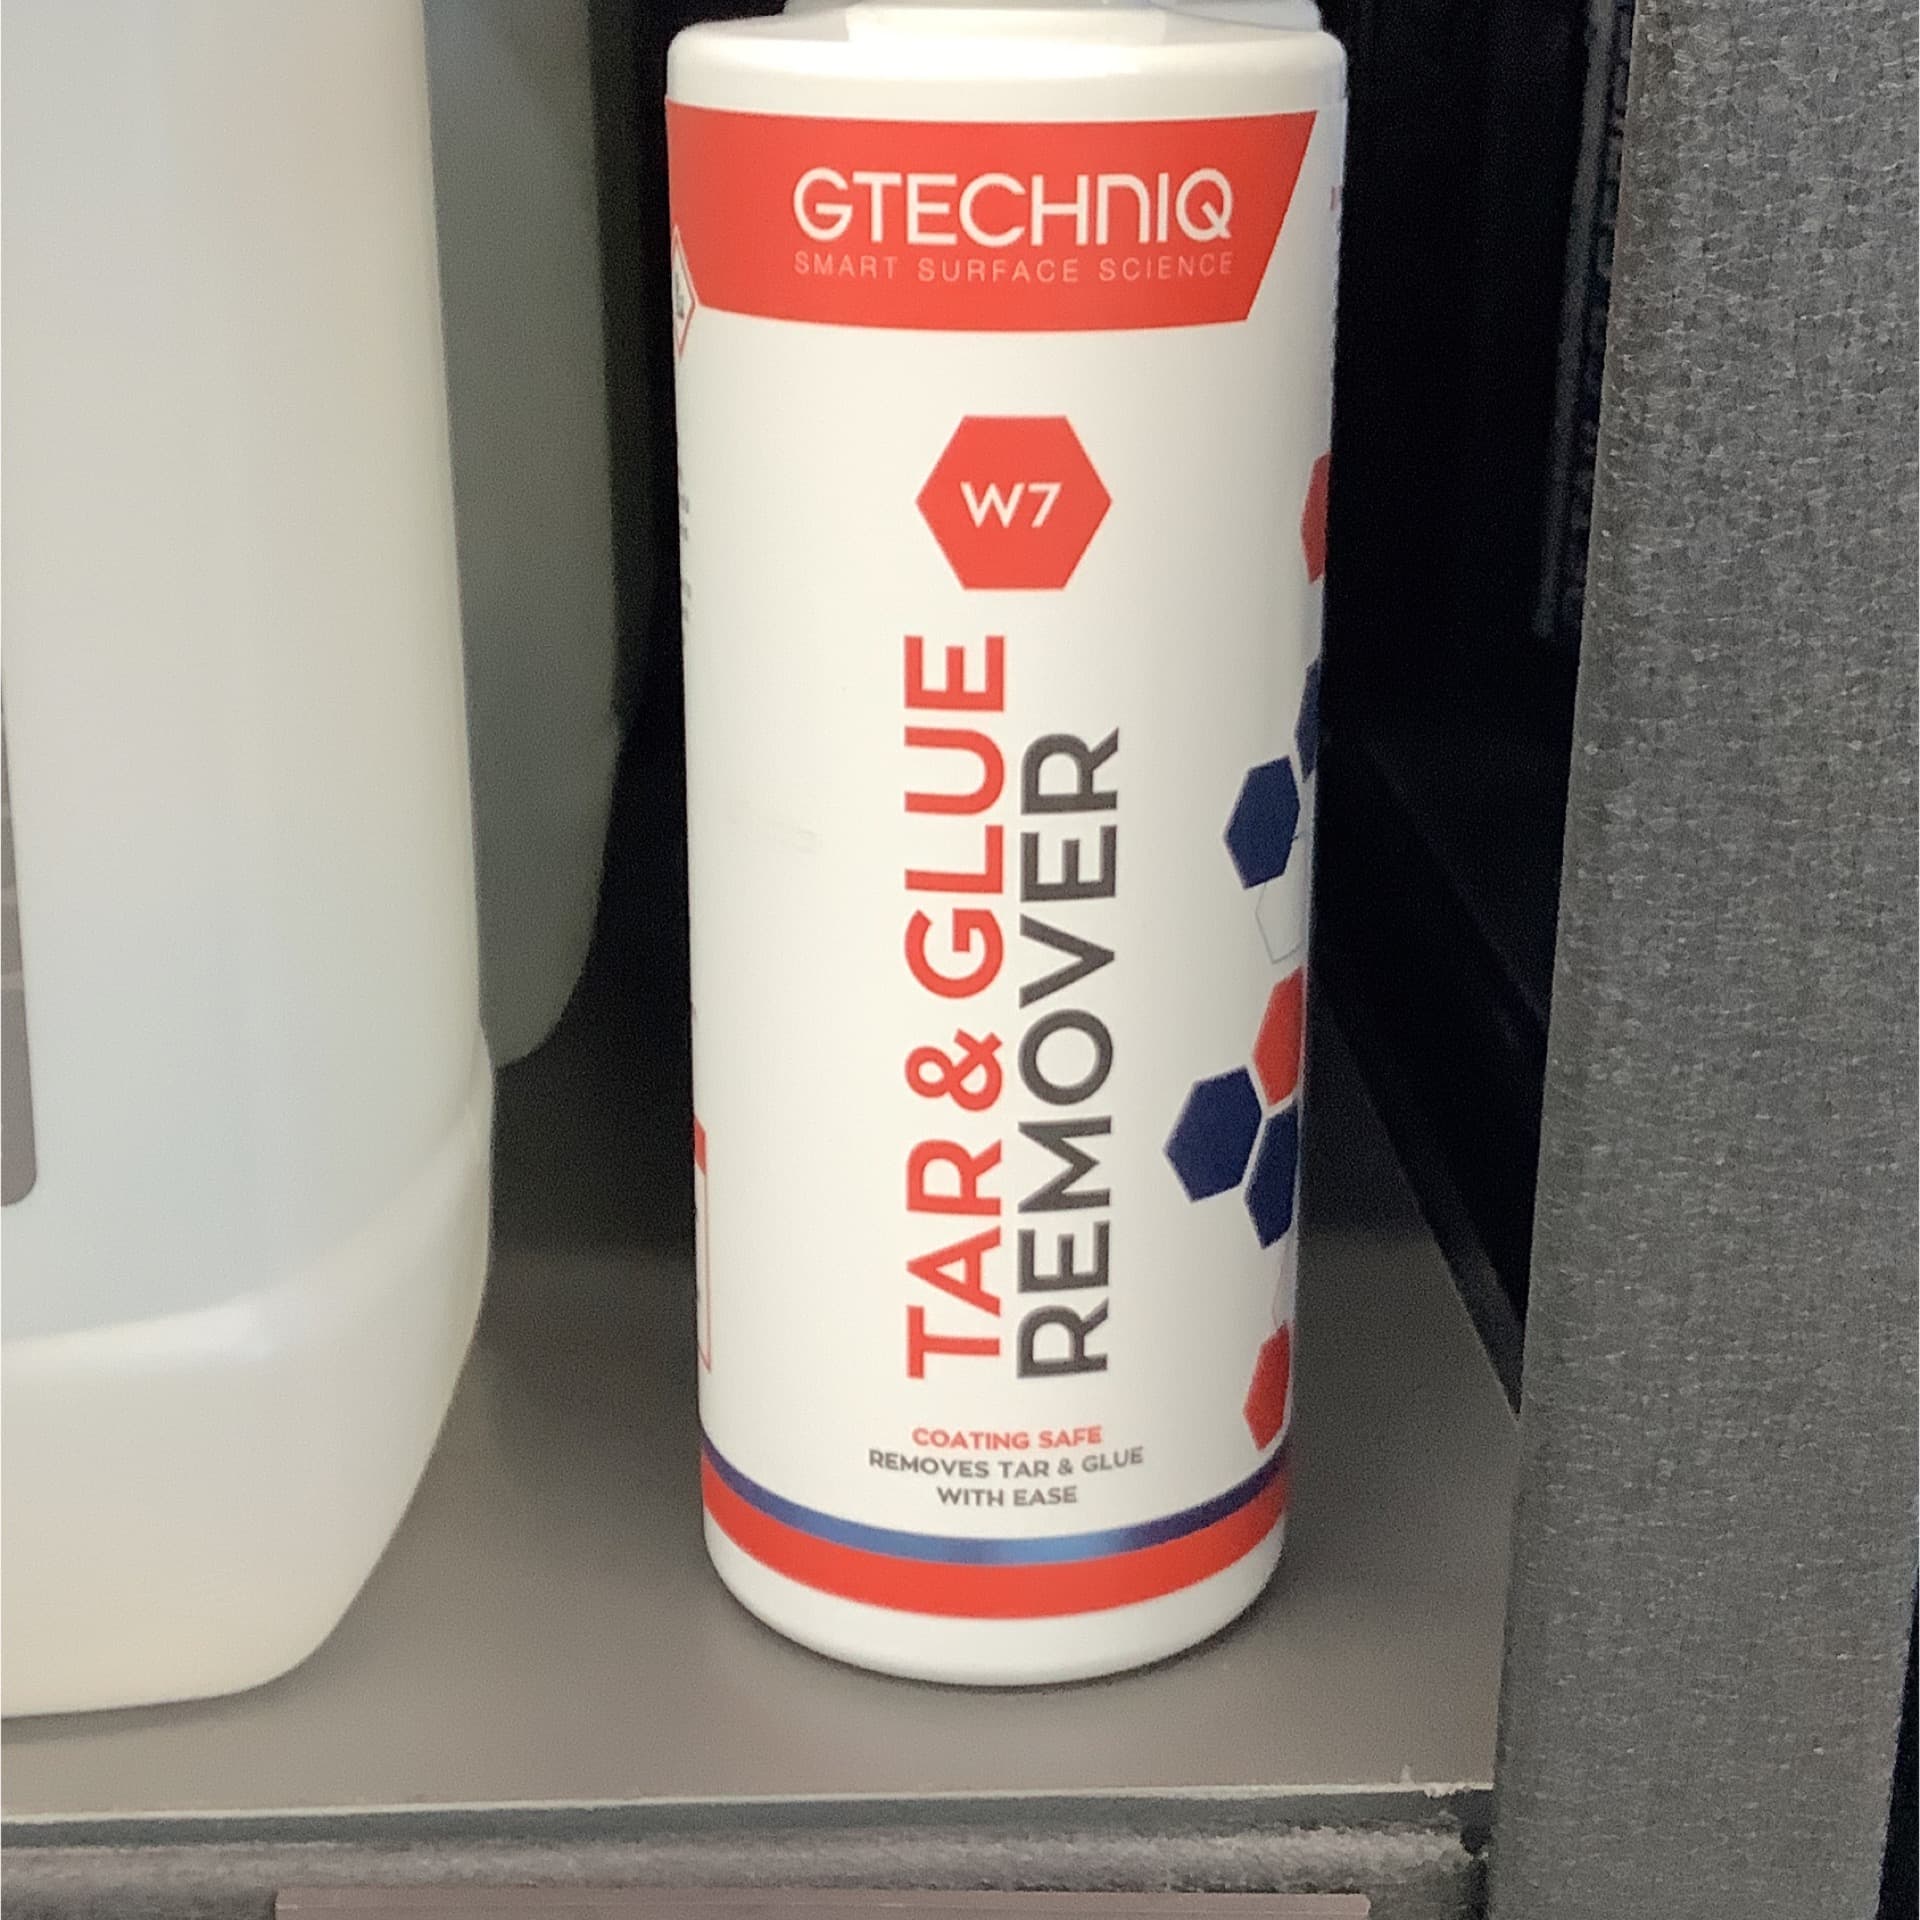 GTECHNIQ
SMART SURFACE SCIENCE
W7
TAR & GLUE
REMOVER
COATING SAFE
REMOVES TAR & GLUE
WITH EASE